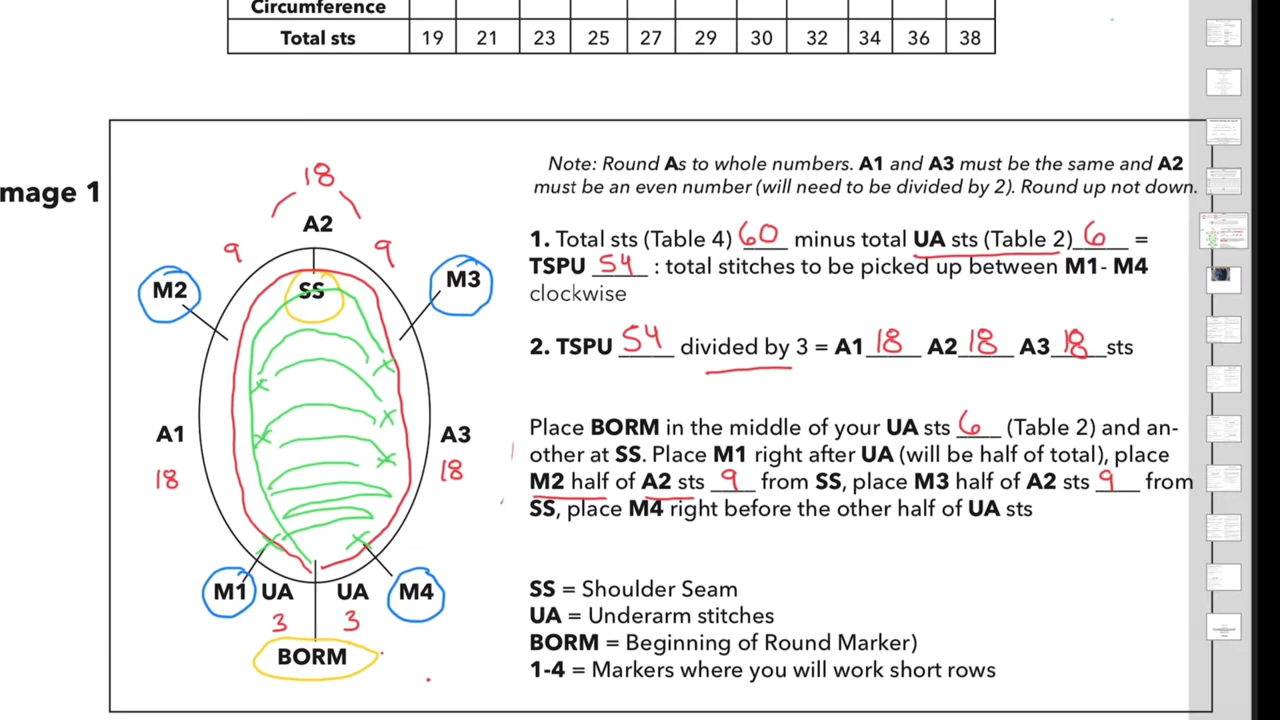 Circumference
Total sts 19 21 23 25 27 29 30 32 34 36 38
mage 1
Note: Round As to whole numbers. A1 and A3 must be the same and A2
must be an even number (will need to be divided by 2). Round up not down.
1. Total sts (Table 4) 60 minus total UA sts (Table 2) 6 =
TSPU 54 : total stitches to be picked up between M1- M4
clockwise
2. TSPU 54 divided by 3 = A1 18 A2 18 A3 18 sts
Place BORM in the middle of your UA sts 6 (Table 2) and an-
other at SS. Place M1 right after UA (will be half of total), place
M2 half of A2 sts 9 from SS, place M3 half of A2 sts 9 from
SS, place M4 right before the other half of UA sts
SS = Shoulder Seam
UA = Underarm stitches
BORM = Beginning of Round Marker)
1-4 = Markers where you will work short rows
18
A2
9 9
M2 SS M3
A1 A3
18 18
M1 UA UA M4
3 3
BORM